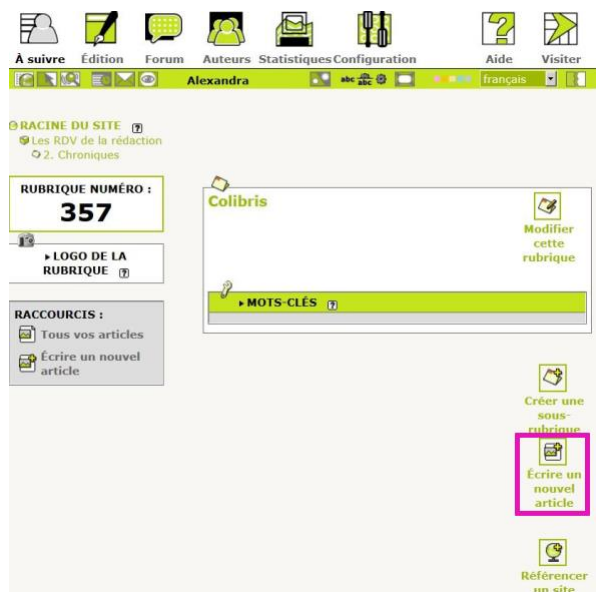 À suivre Édition Forum Auteurs Statistiques Configuration Aide Visiter
Alexandra abc abc français
RACINE DU SITE ?
Les RDV de la rédaction
2. Chroniques
RUBRIQUE NUMÉRO :
357
LOGO DE LA
RUBRIQUE ?
RACCOURCIS :
Tous vos articles
Écrire un nouvel
article
Colibris
Modifier
cette
rubrique
MOTS-CLÉS ?
Créer une
sous-
rubrique
Écrire un
nouvel
article
Référencer
un site